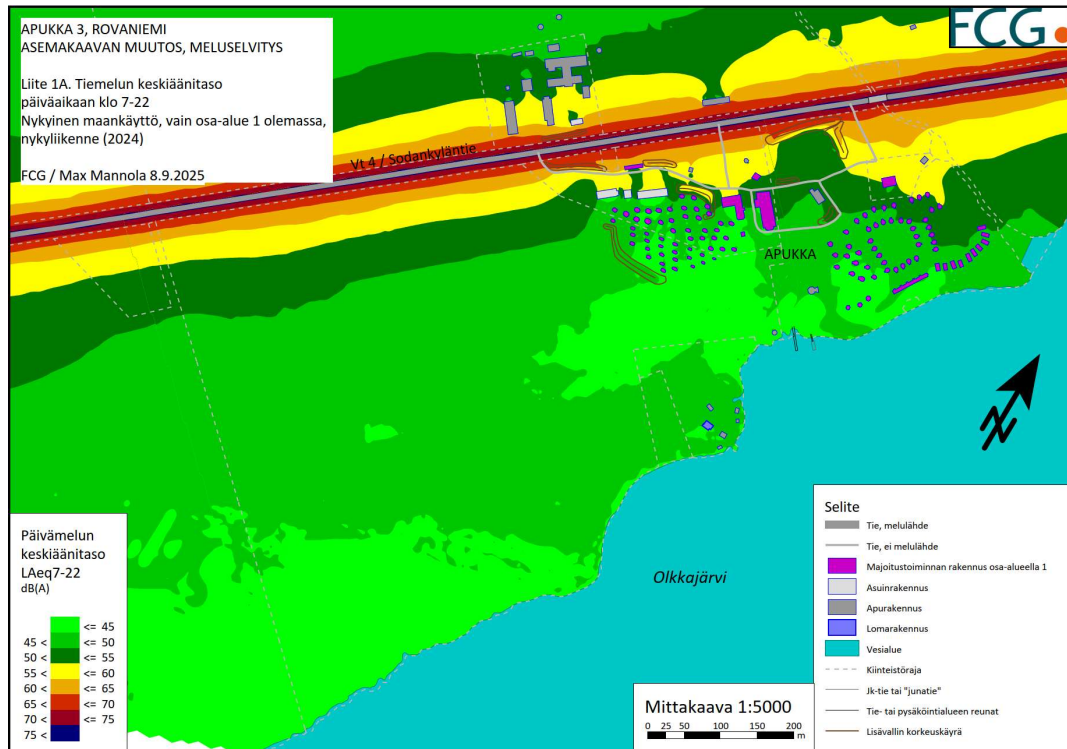 APUKKA 3, ROVANIEMI
ASEMAKAAVAN MUUTOS, MELUSELVITYS
Liite 1A. Tiemelun keskiäänitaso
päiväaikaan klo 7-22
Nykyinen maankäyttö, vain osa-alue 1 olemassa,
nykyliikenne (2024)
FCG / Max Mannola 8.9.2025
FCG.
Vt 4 / Sodankyläntie
APUKKA
Olkkajärvi
Päivämelun
keskiäänitaso
LAeq7-22
dB(A)
<= 45
45 < <= 50
50 < <= 55
55 < <= 60
60 < <= 65
65 < <= 70
70 < <= 75
75 <
Mittakaava 1:5000
0 25 50 100 150 200
m
Selite
Tie, melulähde
Tie, ei melulähde
Majoitustoiminnan rakennus osa-alueella 1
Asuinrakennus
Apurakennus
Lomarakennus
Vesialue
Kiinteistöraja
Jk-tie tai "junatie"
Tie- tai pysäköintialueen reunat
Lisävallin korkeuskäyrä